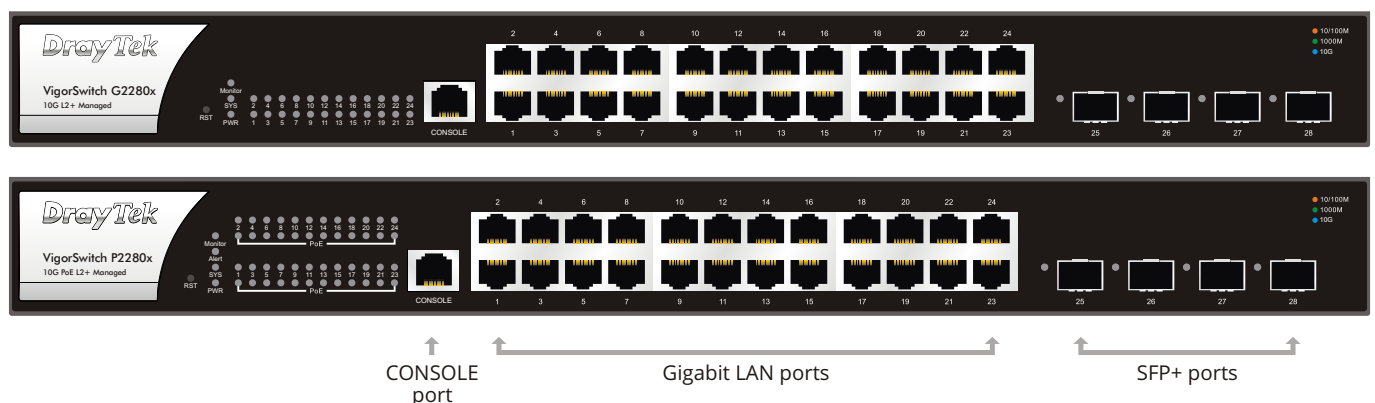 2 4 6 8 10 12 14 16 18 20 22 24
10/100M
1000M
10G
DrayTek
VigorSwitch G2280x
10G L2+ Managed
Monitor
SYS 2 4 6 8 10 12 14 16 18 20 22 24
RST PWR 1 3 5 7 9 11 13 15 17 19 21 23
CONSOLE
1 3 5 7 9 11 13 15 17 19 21 23
25 26 27 28
2 4 6 8 10 12 14 16 18 20 22 24
10/100M
1000M
10G
DrayTek
VigorSwitch P2280x
10G PoE L2+ Managed
2 4 6 8 10 12 14 16 18 20 22 24
PoE
Monitor
Alert
SYS 1 3 5 7 9 11 13 15 17 19 21 23
RST PWR
PoE
CONSOLE
1 3 5 7 9 11 13 15 17 19 21 23
25 26 27 28
CONSOLE
port
Gigabit LAN ports
SFP+ ports